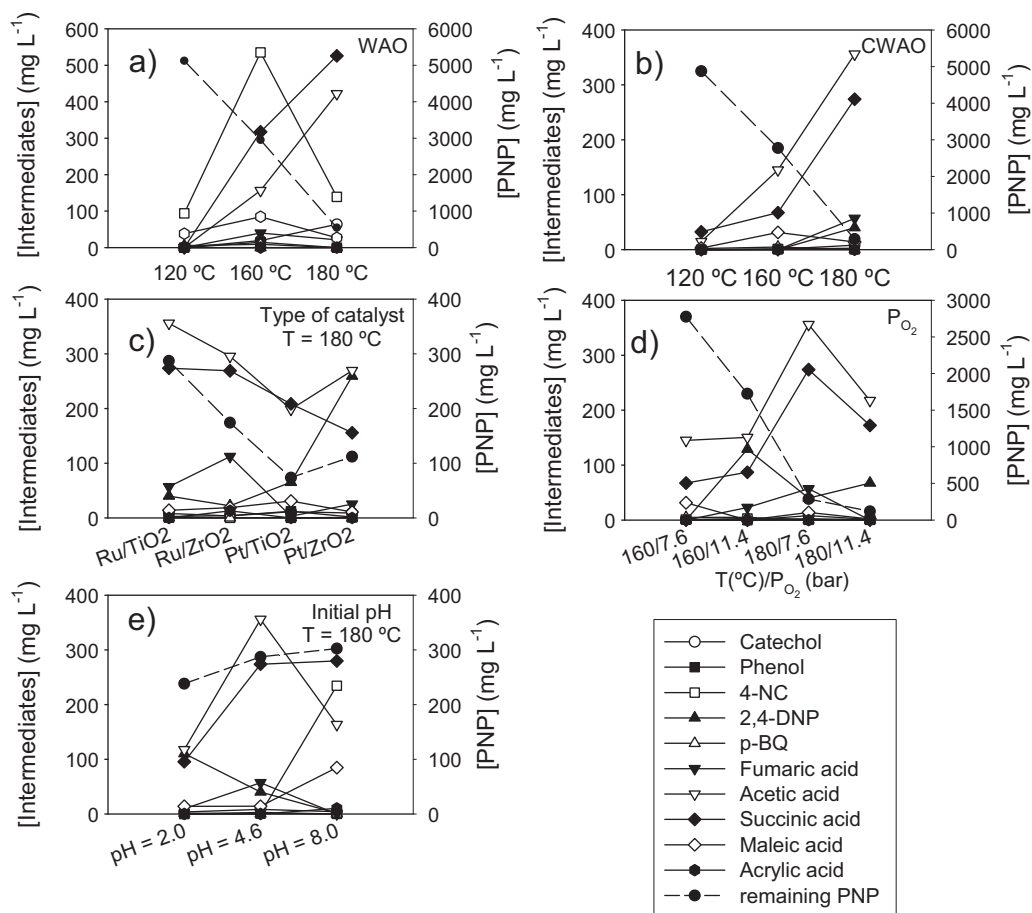 a)
WAO
[Intermediates] (mg L⁻¹)
600
500
400
300
200
100
0
6000
5000
4000
3000
2000
1000
0
[PNP] (mg L⁻¹)
120 ºC 160 ºC 180 ºC
b)
CWAO
[Intermediates] (mg L⁻¹)
400
300
200
100
0
6000
5000
4000
3000
2000
1000
0
[PNP] (mg L⁻¹)
120 ºC 160 ºC 180 ºC
c)
Type of catalyst
T = 180 ºC
[Intermediates] (mg L⁻¹)
400
300
200
100
0
400
300
200
100
0
[PNP] (mg L⁻¹)
Ru/TiO2 Ru/ZrO2 Pt/TiO2 Pt/ZrO2
d)
P_O₂
[Intermediates] (mg L⁻¹)
400
300
200
100
0
3000
2500
2000
1500
1000
500
0
[PNP] (mg L⁻¹)
160/7.6 160/11.4 180/7.6 180/11.4
T(ºC)/P_O₂ (bar)
e)
Initial pH
T = 180 ºC
[Intermediates] (mg L⁻¹)
400
300
200
100
0
400
300
200
100
0
[PNP] (mg L⁻¹)
pH = 2.0 pH = 4.6 pH = 8.0
Catechol
Phenol
4-NC
2,4-DNP
p-BQ
Fumaric acid
Acetic acid
Succinic acid
Maleic acid
Acrylic acid
remaining PNP